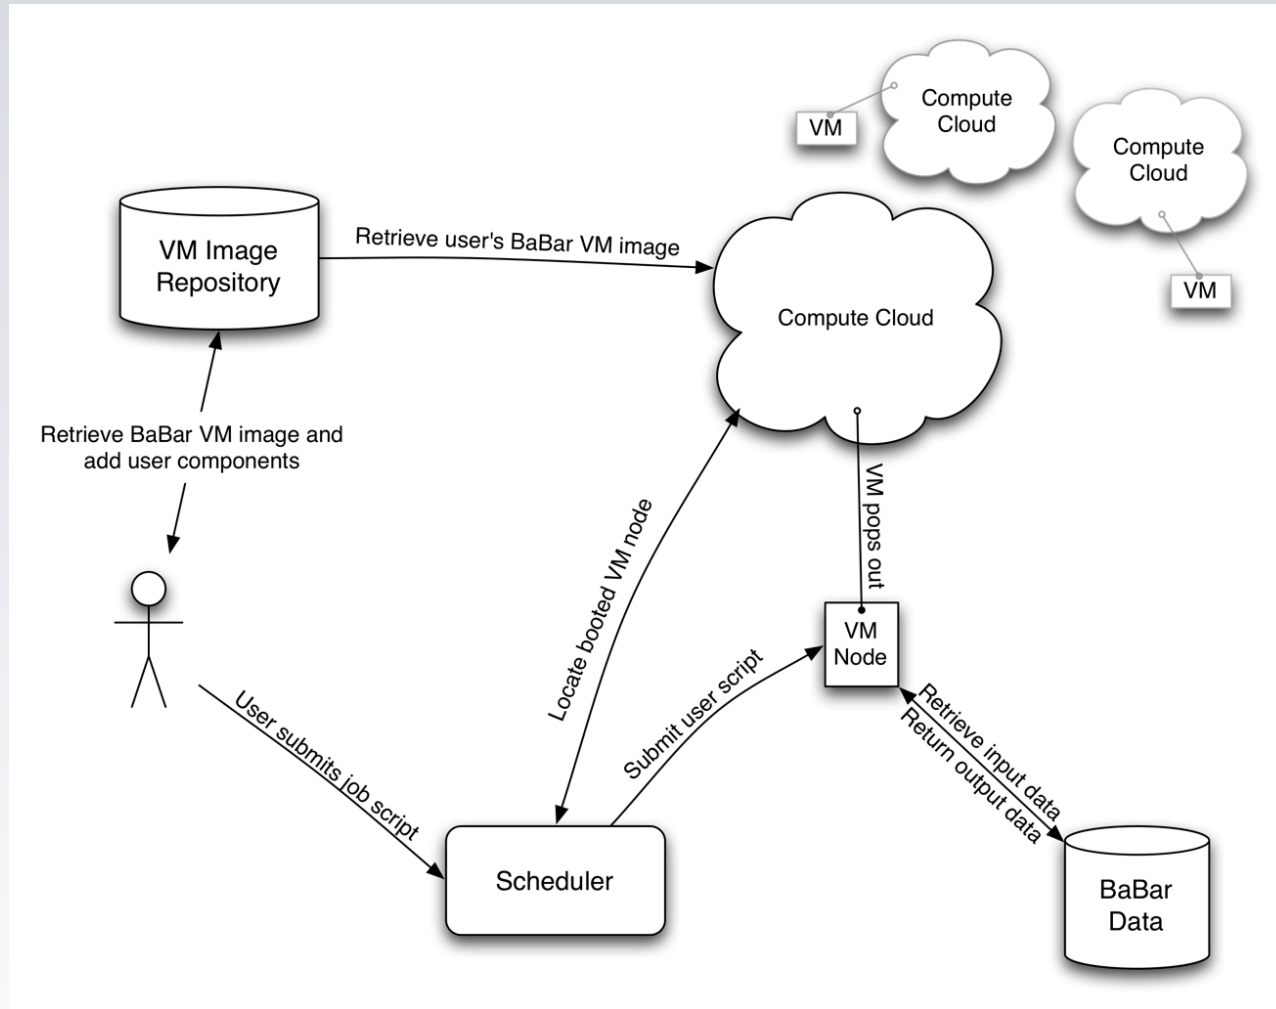 Compute
Cloud
VM
Compute
Cloud
VM
VM Image
Repository
Retrieve user's BaBar VM image
Compute Cloud
Retrieve BaBar VM image and
add user components
VM pops out
Locate booted VM node
VM
Node
Submit user script
User submits job script
Retrieve input data
Return output data
Scheduler
BaBar
Data